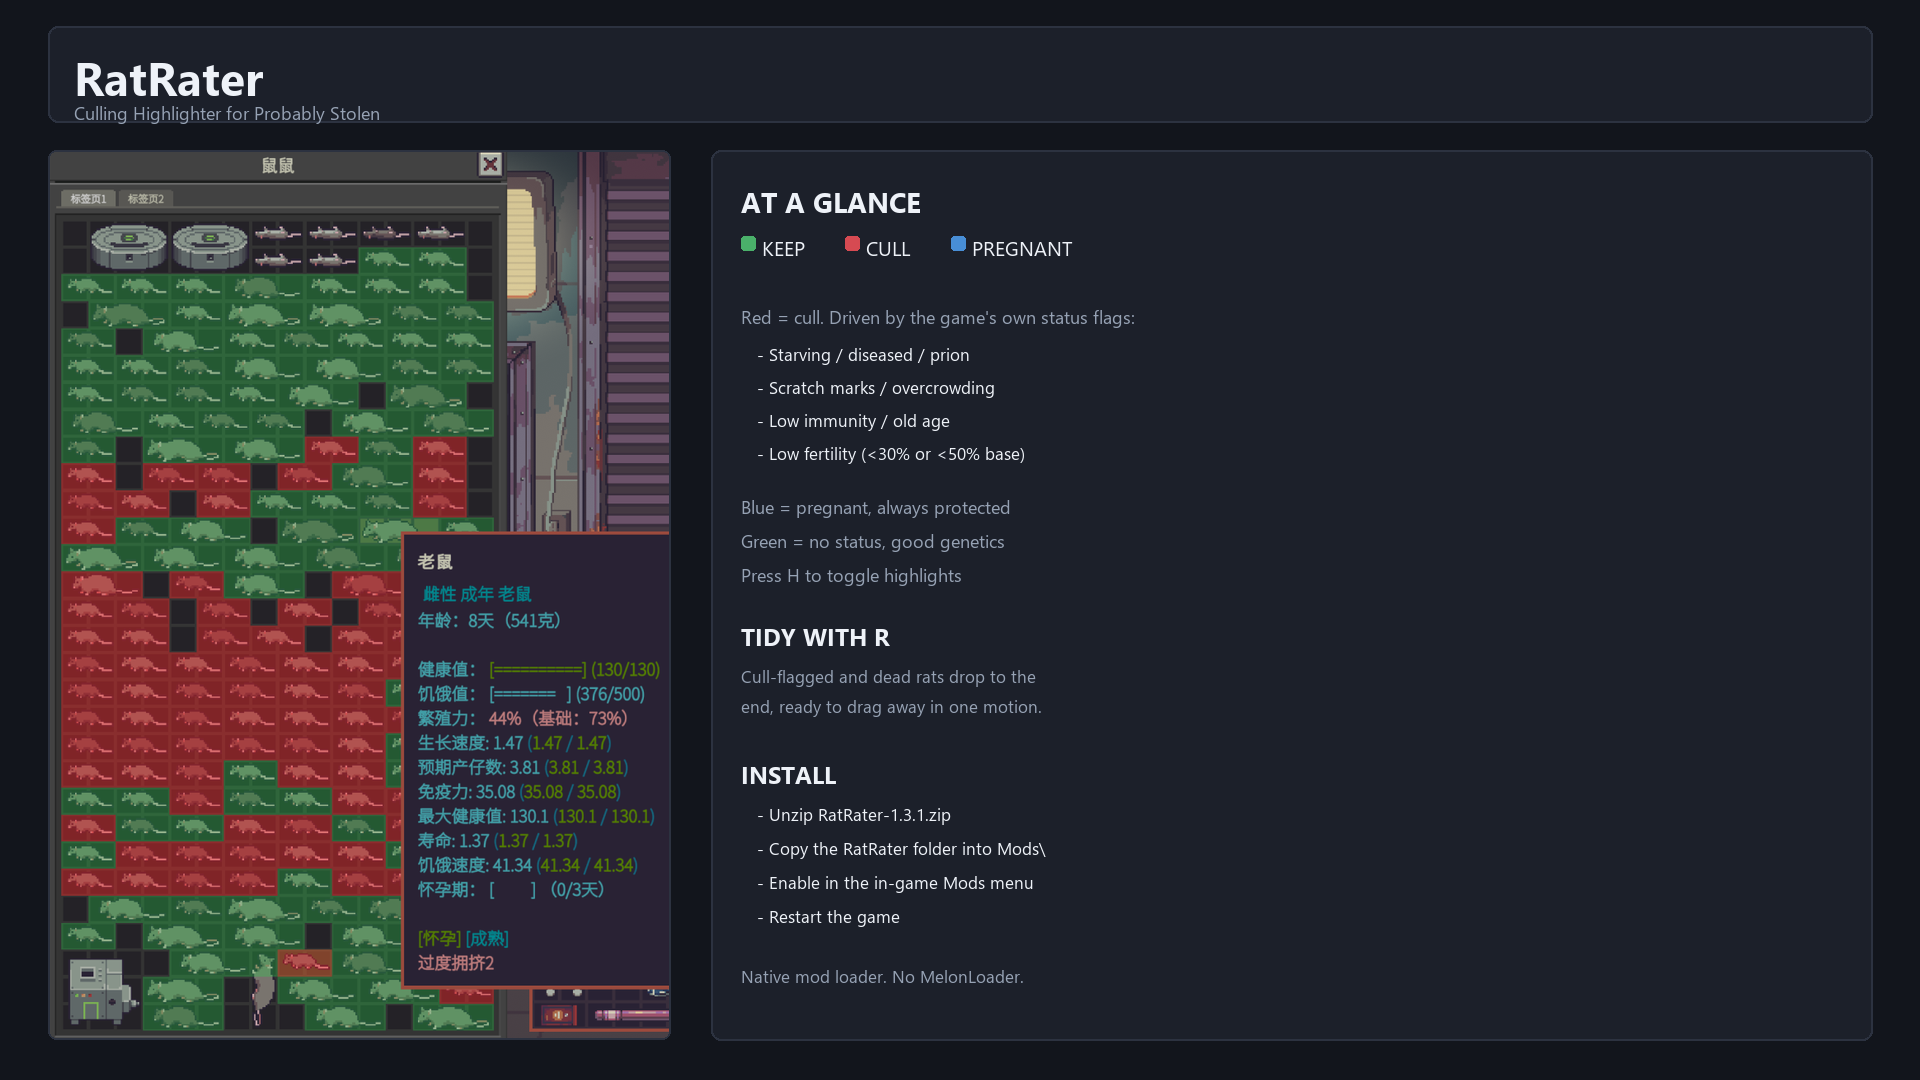 RatRater
Culling Highlighter for Probably Stolen
鼠鼠
标签页1 标签页2
老鼠
雌性 成年 老鼠
年龄：8天（541克）
健康值： [==========] (130/130)
饥饿值： [======= ] (376/500)
繁殖力： 44%（基础：73%）
生长速度: 1.47 (1.47 / 1.47)
预期产仔数: 3.81 (3.81 / 3.81)
免疫力: 35.08 (35.08 / 35.08)
最大健康值: 130.1 (130.1 / 130.1)
寿命: 1.37 (1.37 / 1.37)
饥饿速度: 41.34 (41.34 / 41.34)
怀孕期： [ ] （0/3天）
[怀孕] [成熟]
过度拥挤2
AT A GLANCE
KEEP CULL PREGNANT
Red = cull. Driven by the game's own status flags:
- Starving / diseased / prion
- Scratch marks / overcrowding
- Low immunity / old age
- Low fertility (<30% or <50% base)
Blue = pregnant, always protected
Green = no status, good genetics
Press H to toggle highlights
TIDY WITH R
Cull-flagged and dead rats drop to the
end, ready to drag away in one motion.
INSTALL
- Unzip RatRater-1.3.1.zip
- Copy the RatRater folder into Mods\
- Enable in the in-game Mods menu
- Restart the game
Native mod loader. No MelonLoader.